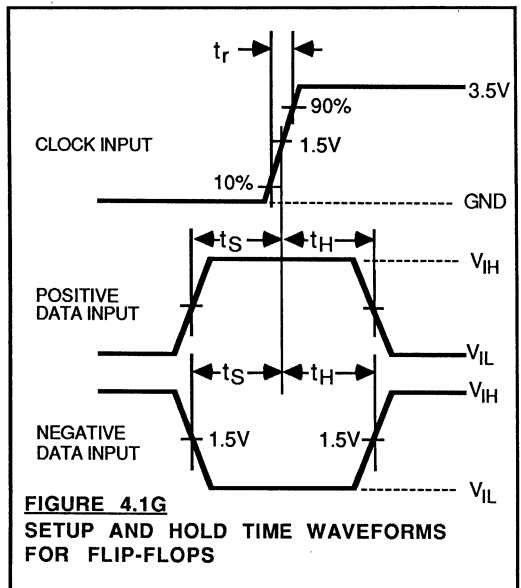 tr
3.5V
90%
CLOCK INPUT
1.5V
10%
GND
tS tH
VIH
POSITIVE
DATA INPUT
VIL
tS tH
VIH
NEGATIVE
DATA INPUT
1.5V 1.5V
VIL
FIGURE 4.1G
SETUP AND HOLD TIME WAVEFORMS
FOR FLIP-FLOPS